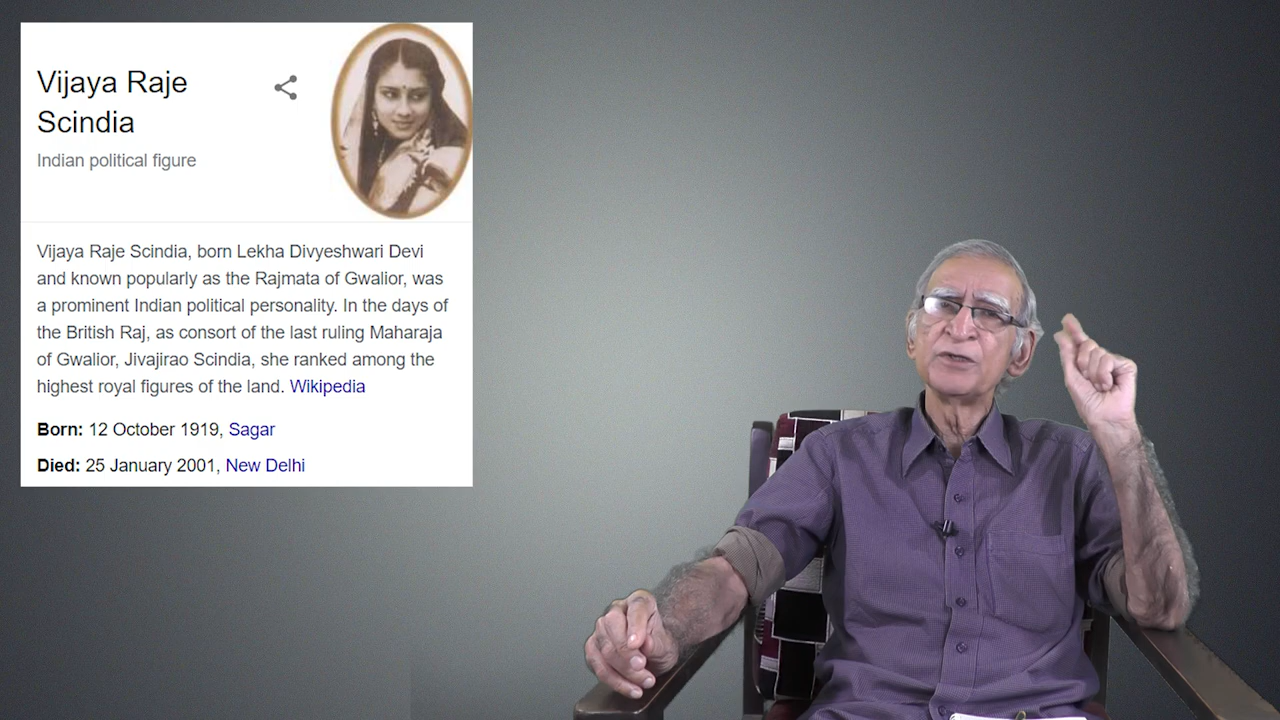 Vijaya Raje
Scindia
Indian political figure
Vijaya Raje Scindia, born Lekha Divyeshwari Devi
and known popularly as the Rajmata of Gwalior, was
a prominent Indian political personality. In the days of
the British Raj, as consort of the last ruling Maharaja
of Gwalior, Jivajirao Scindia, she ranked among the
highest royal figures of the land. Wikipedia
Born: 12 October 1919, Sagar
Died: 25 January 2001, New Delhi